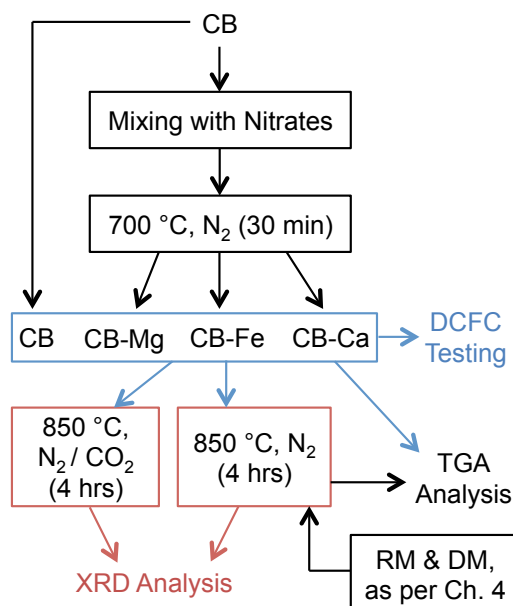 CB
Mixing with Nitrates
700 °C, N₂ (30 min)
CB CB-Mg CB-Fe CB-Ca
DCFC
Testing
850 °C,
N₂ / CO₂
(4 hrs)
850 °C, N₂
(4 hrs)
TGA
Analysis
XRD Analysis
RM & DM,
as per Ch. 4